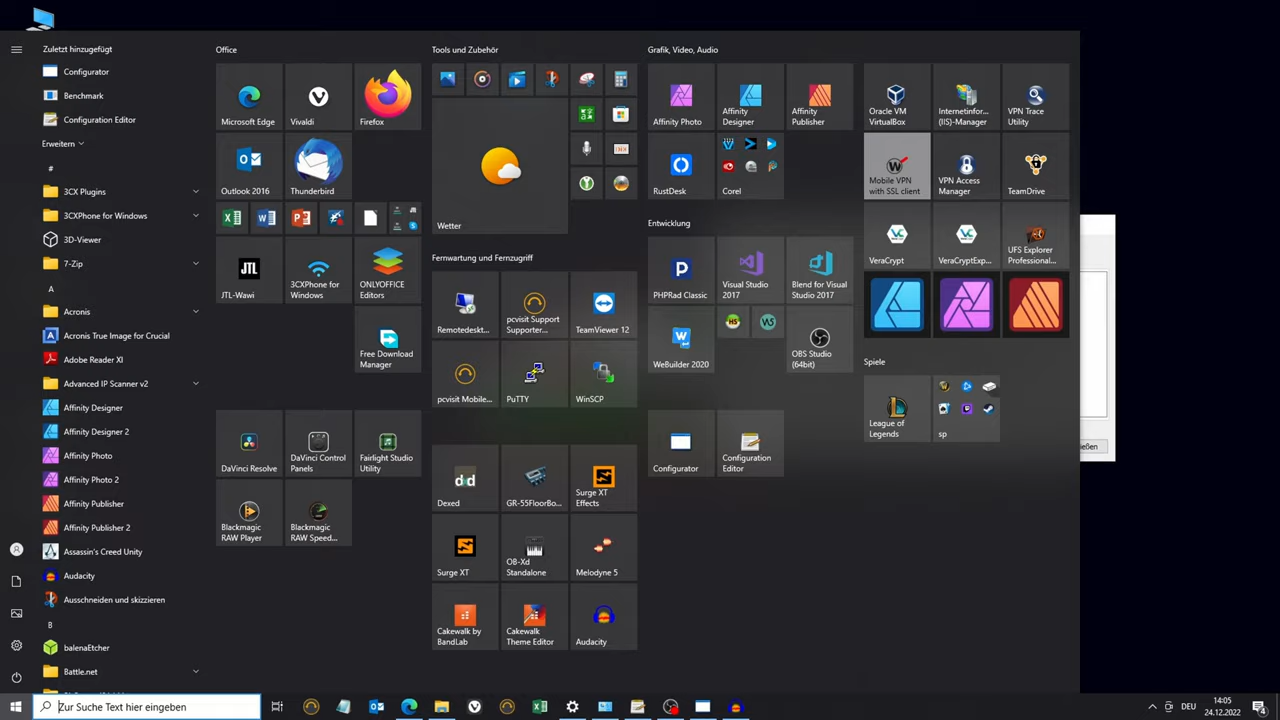 Zuletzt hinzugefügt
Configurator
Benchmark
Configuration Editor
Erweitern
#
3CX Plugins
3CXPhone for Windows
3D-Viewer
7-Zip
A
Acronis
Acronis True Image for Crucial
Adobe Reader XI
Advanced IP Scanner v2
Affinity Designer
Affinity Designer 2
Affinity Photo
Affinity Photo 2
Affinity Publisher
Affinity Publisher 2
Assassin's Creed Unity
Audacity
Ausschneiden und skizzieren
B
balenaEtcher
Battle.net
Office
Microsoft Edge
Vivaldi
Firefox
Outlook 2016
Thunderbird
JTL
JTL-Wawi
3CXPhone for
Windows
ONLYOFFICE
Editors
Free Download
Manager
DaVinci Resolve
DaVinci Control
Panels
Fairlight Studio
Utility
Blackmagic
RAW Player
Blackmagic
RAW Speed...
Tools und Zubehör
Wetter
Fernwartung und Fernzugriff
Remotedeskt...
pcvisit Support
Supporter...
TeamViewer 12
pcvisit Mobile...
PuTTY
WinSCP
Dexed
GR-55FloorBo...
Surge XT
Effects
Surge XT
OB-Xd
Standalone
Melodyne 5
Cakewalk by
BandLab
Cakewalk
Theme Editor
Audacity
Grafik, Video, Audio
Affinity Photo
Affinity
Designer
Affinity
Publisher
RustDesk
Corel
Entwicklung
PHPRad Classic
Visual Studio
2017
Blend for Visual
Studio 2017
WeBuilder 2020
OBS Studio
(64bit)
Configurator
Configuration
Editor
Oracle VM
VirtualBox
Internetinfor...
(IIS)-Manager
VPN Trace
Utility
Mobile VPN
with SSL client
VPN Access
Manager
TeamDrive
VeraCrypt
VeraCryptExp...
UFS Explorer
Professional...
Spiele
League of
Legends
sp
ießen
Zur Suche Text hier eingeben
DEU
14:05
24.12.2022
4